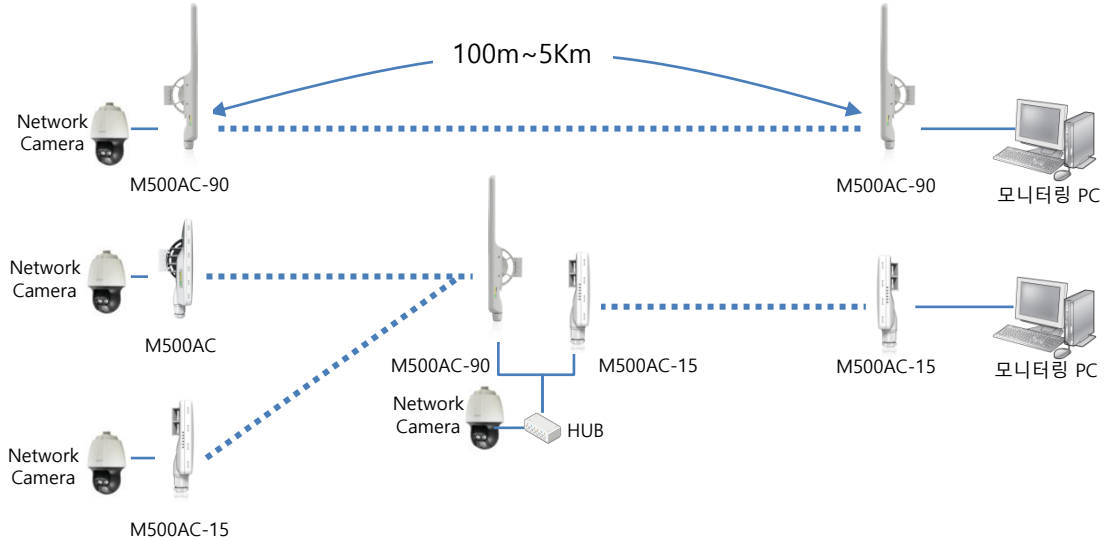 100m~5Km
Network
Camera
M500AC-90
M500AC-90
모니터링 PC
Network
Camera
M500AC
M500AC-90
M500AC-15
M500AC-15
모니터링 PC
Network
Camera
HUB
Network
Camera
M500AC-15